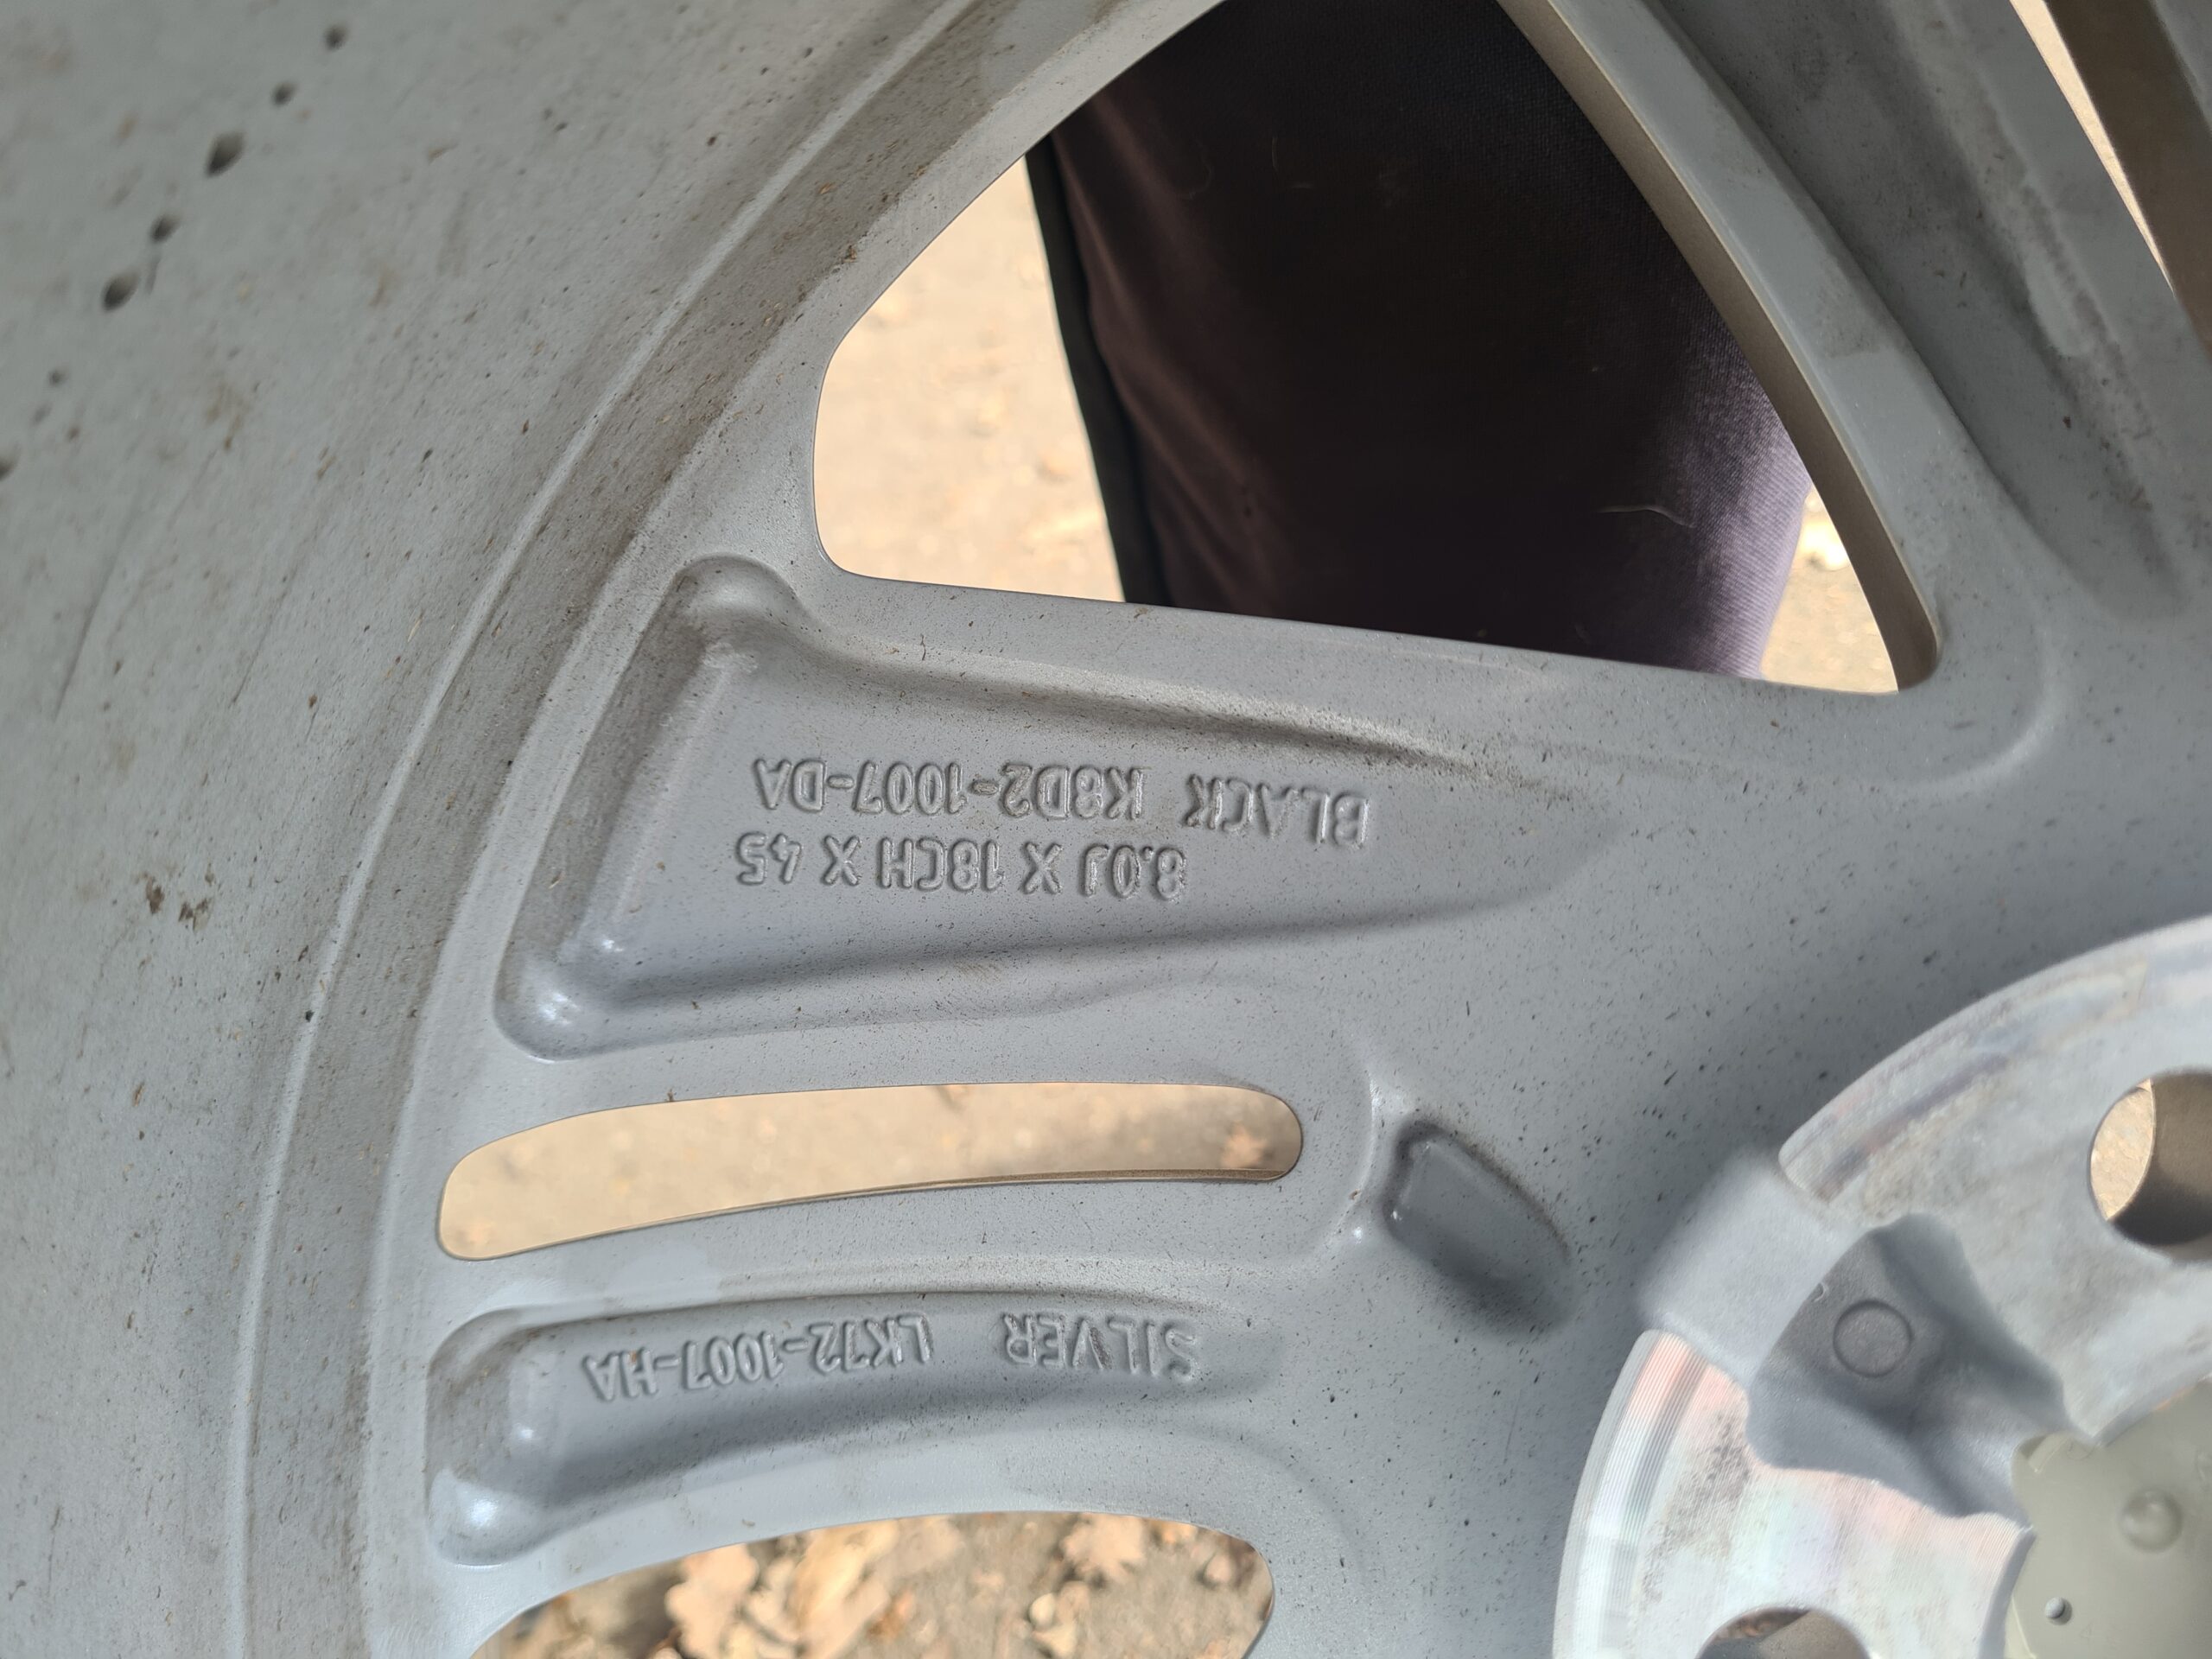 SILVER LK72-1007-HA
8.0J X 18CH X 45
BLACK K8D2-1007-DA